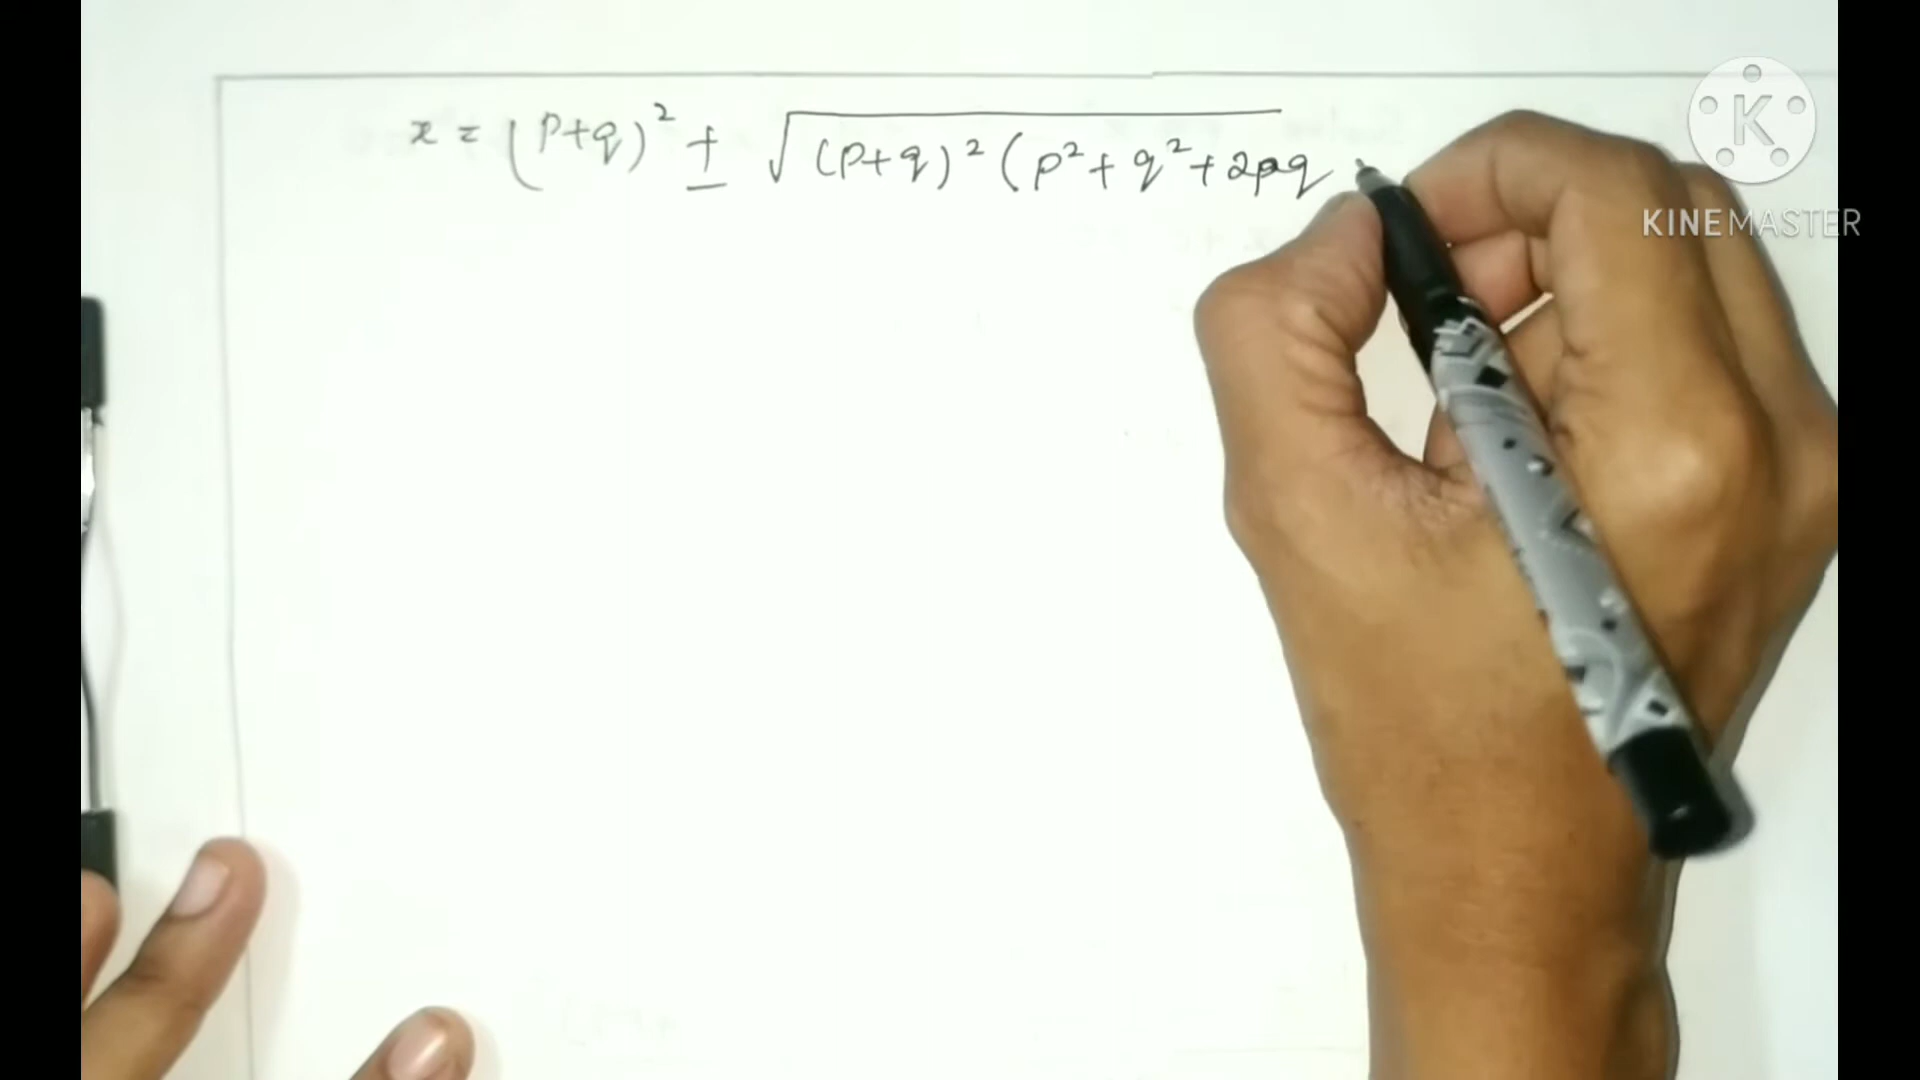 x = (p+q)² ± √(p+q)² (p²+q²+2pq
K
KINEMASTER